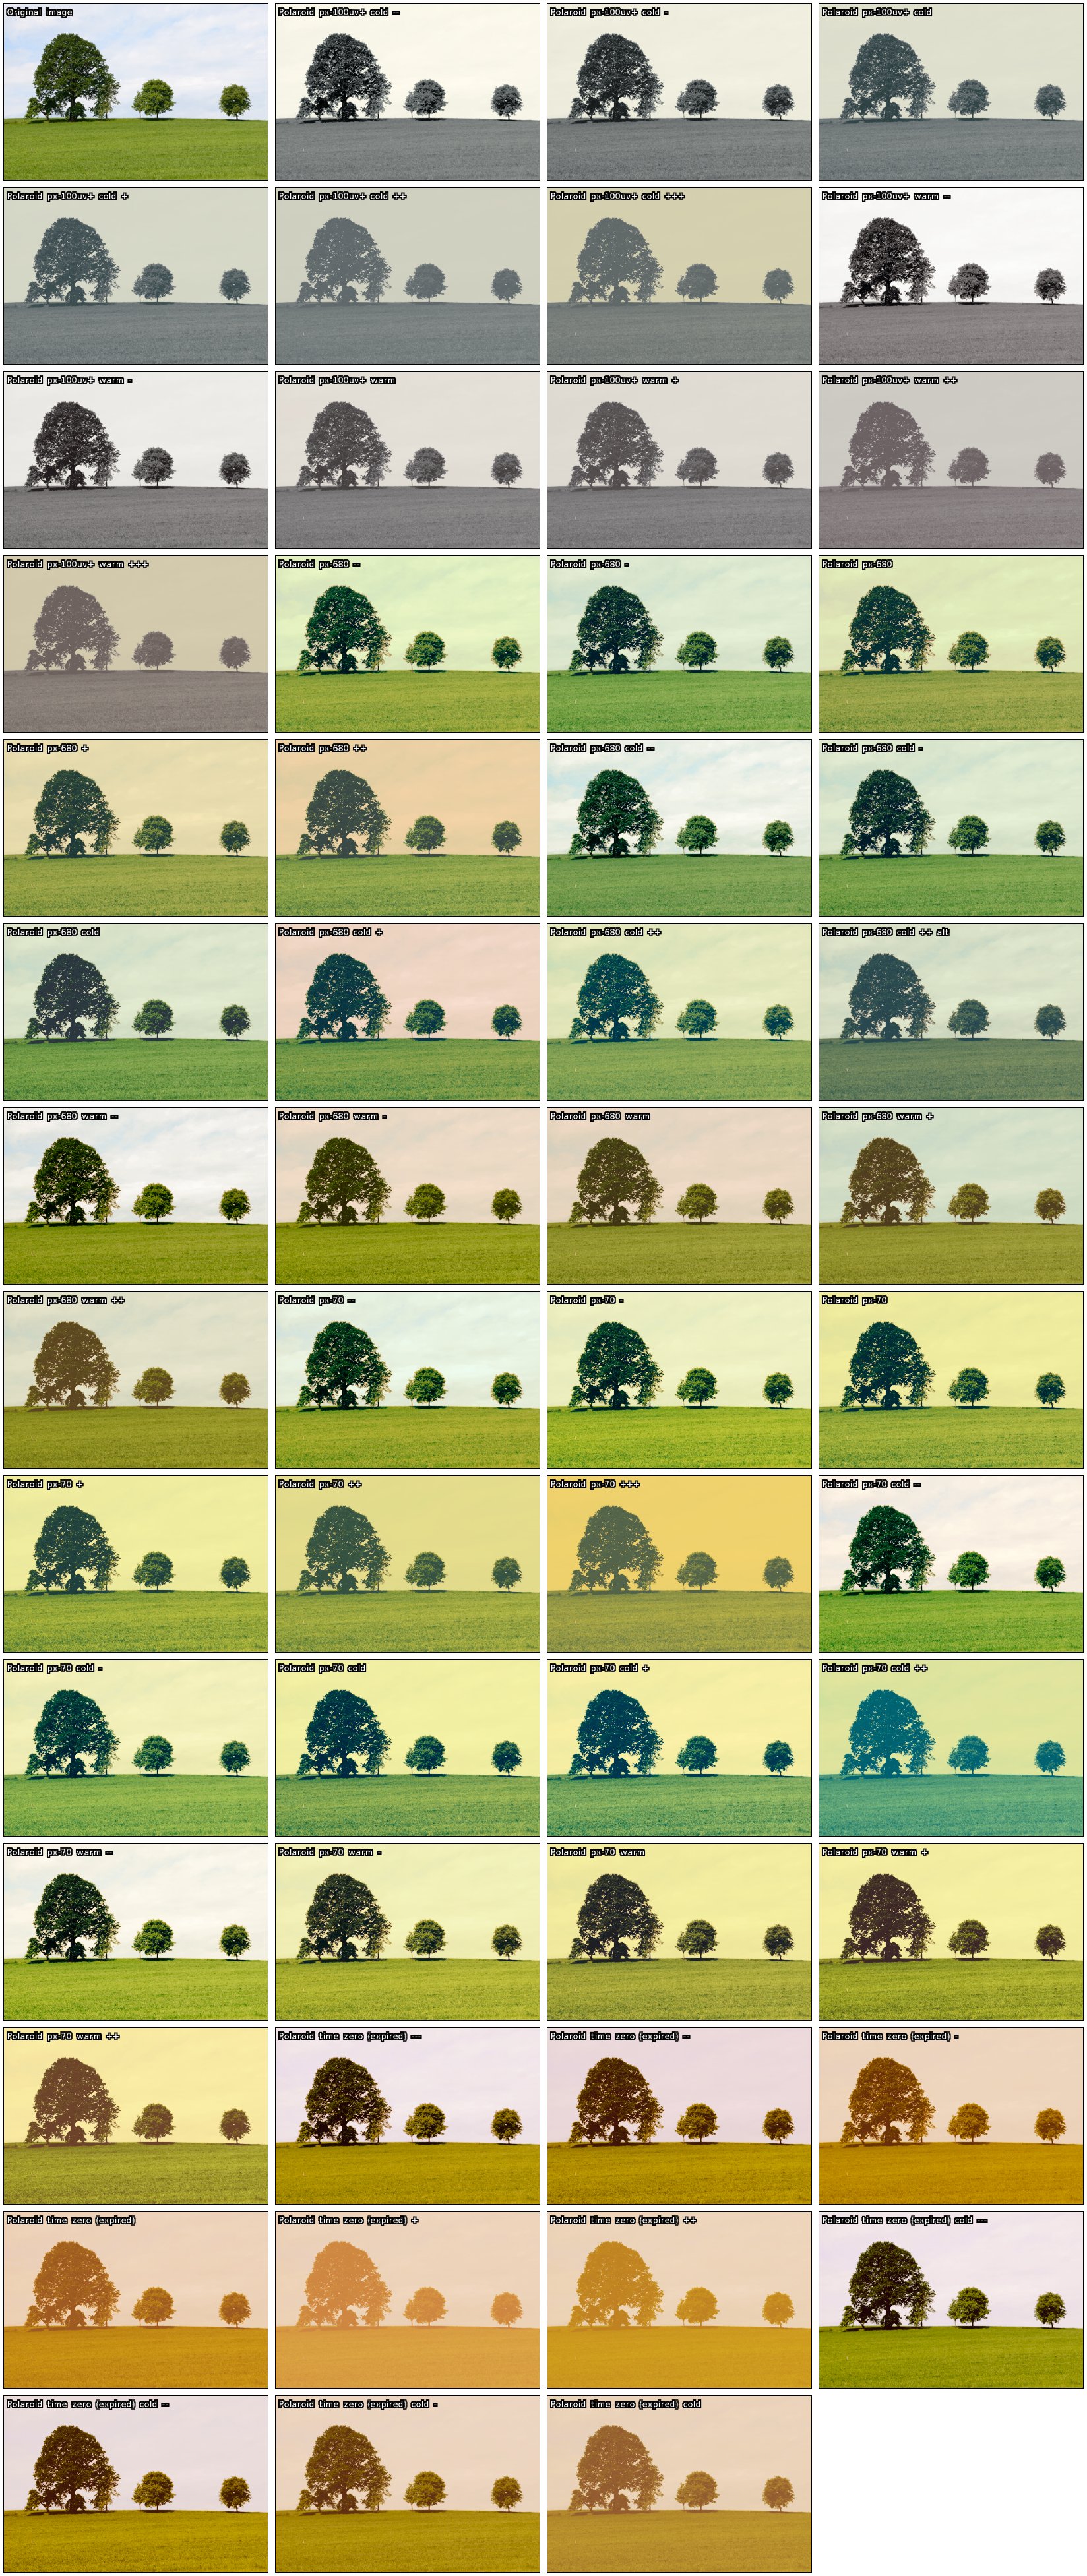 Original image
Polaroid px-100uv+ cold --
Polaroid px-100uv+ cold -
Polaroid px-100uv+ cold
Polaroid px-100uv+ cold +
Polaroid px-100uv+ cold ++
Polaroid px-100uv+ cold +++
Polaroid px-100uv+ warm --
Polaroid px-100uv+ warm -
Polaroid px-100uv+ warm
Polaroid px-100uv+ warm +
Polaroid px-100uv+ warm ++
Polaroid px-100uv+ warm +++
Polaroid px-680 --
Polaroid px-680 -
Polaroid px-680
Polaroid px-680 +
Polaroid px-680 ++
Polaroid px-680 cold --
Polaroid px-680 cold -
Polaroid px-680 cold
Polaroid px-680 cold +
Polaroid px-680 cold ++
Polaroid px-680 cold ++ alt
Polaroid px-680 warm --
Polaroid px-680 warm -
Polaroid px-680 warm
Polaroid px-680 warm +
Polaroid px-680 warm ++
Polaroid px-70 --
Polaroid px-70 -
Polaroid px-70
Polaroid px-70 +
Polaroid px-70 ++
Polaroid px-70 +++
Polaroid px-70 cold --
Polaroid px-70 cold -
Polaroid px-70 cold
Polaroid px-70 cold +
Polaroid px-70 cold ++
Polaroid px-70 warm --
Polaroid px-70 warm -
Polaroid px-70 warm
Polaroid px-70 warm +
Polaroid px-70 warm ++
Polaroid time zero (expired) ---
Polaroid time zero (expired) --
Polaroid time zero (expired) -
Polaroid time zero (expired)
Polaroid time zero (expired) +
Polaroid time zero (expired) ++
Polaroid time zero (expired) cold ---
Polaroid time zero (expired) cold --
Polaroid time zero (expired) cold -
Polaroid time zero (expired) cold